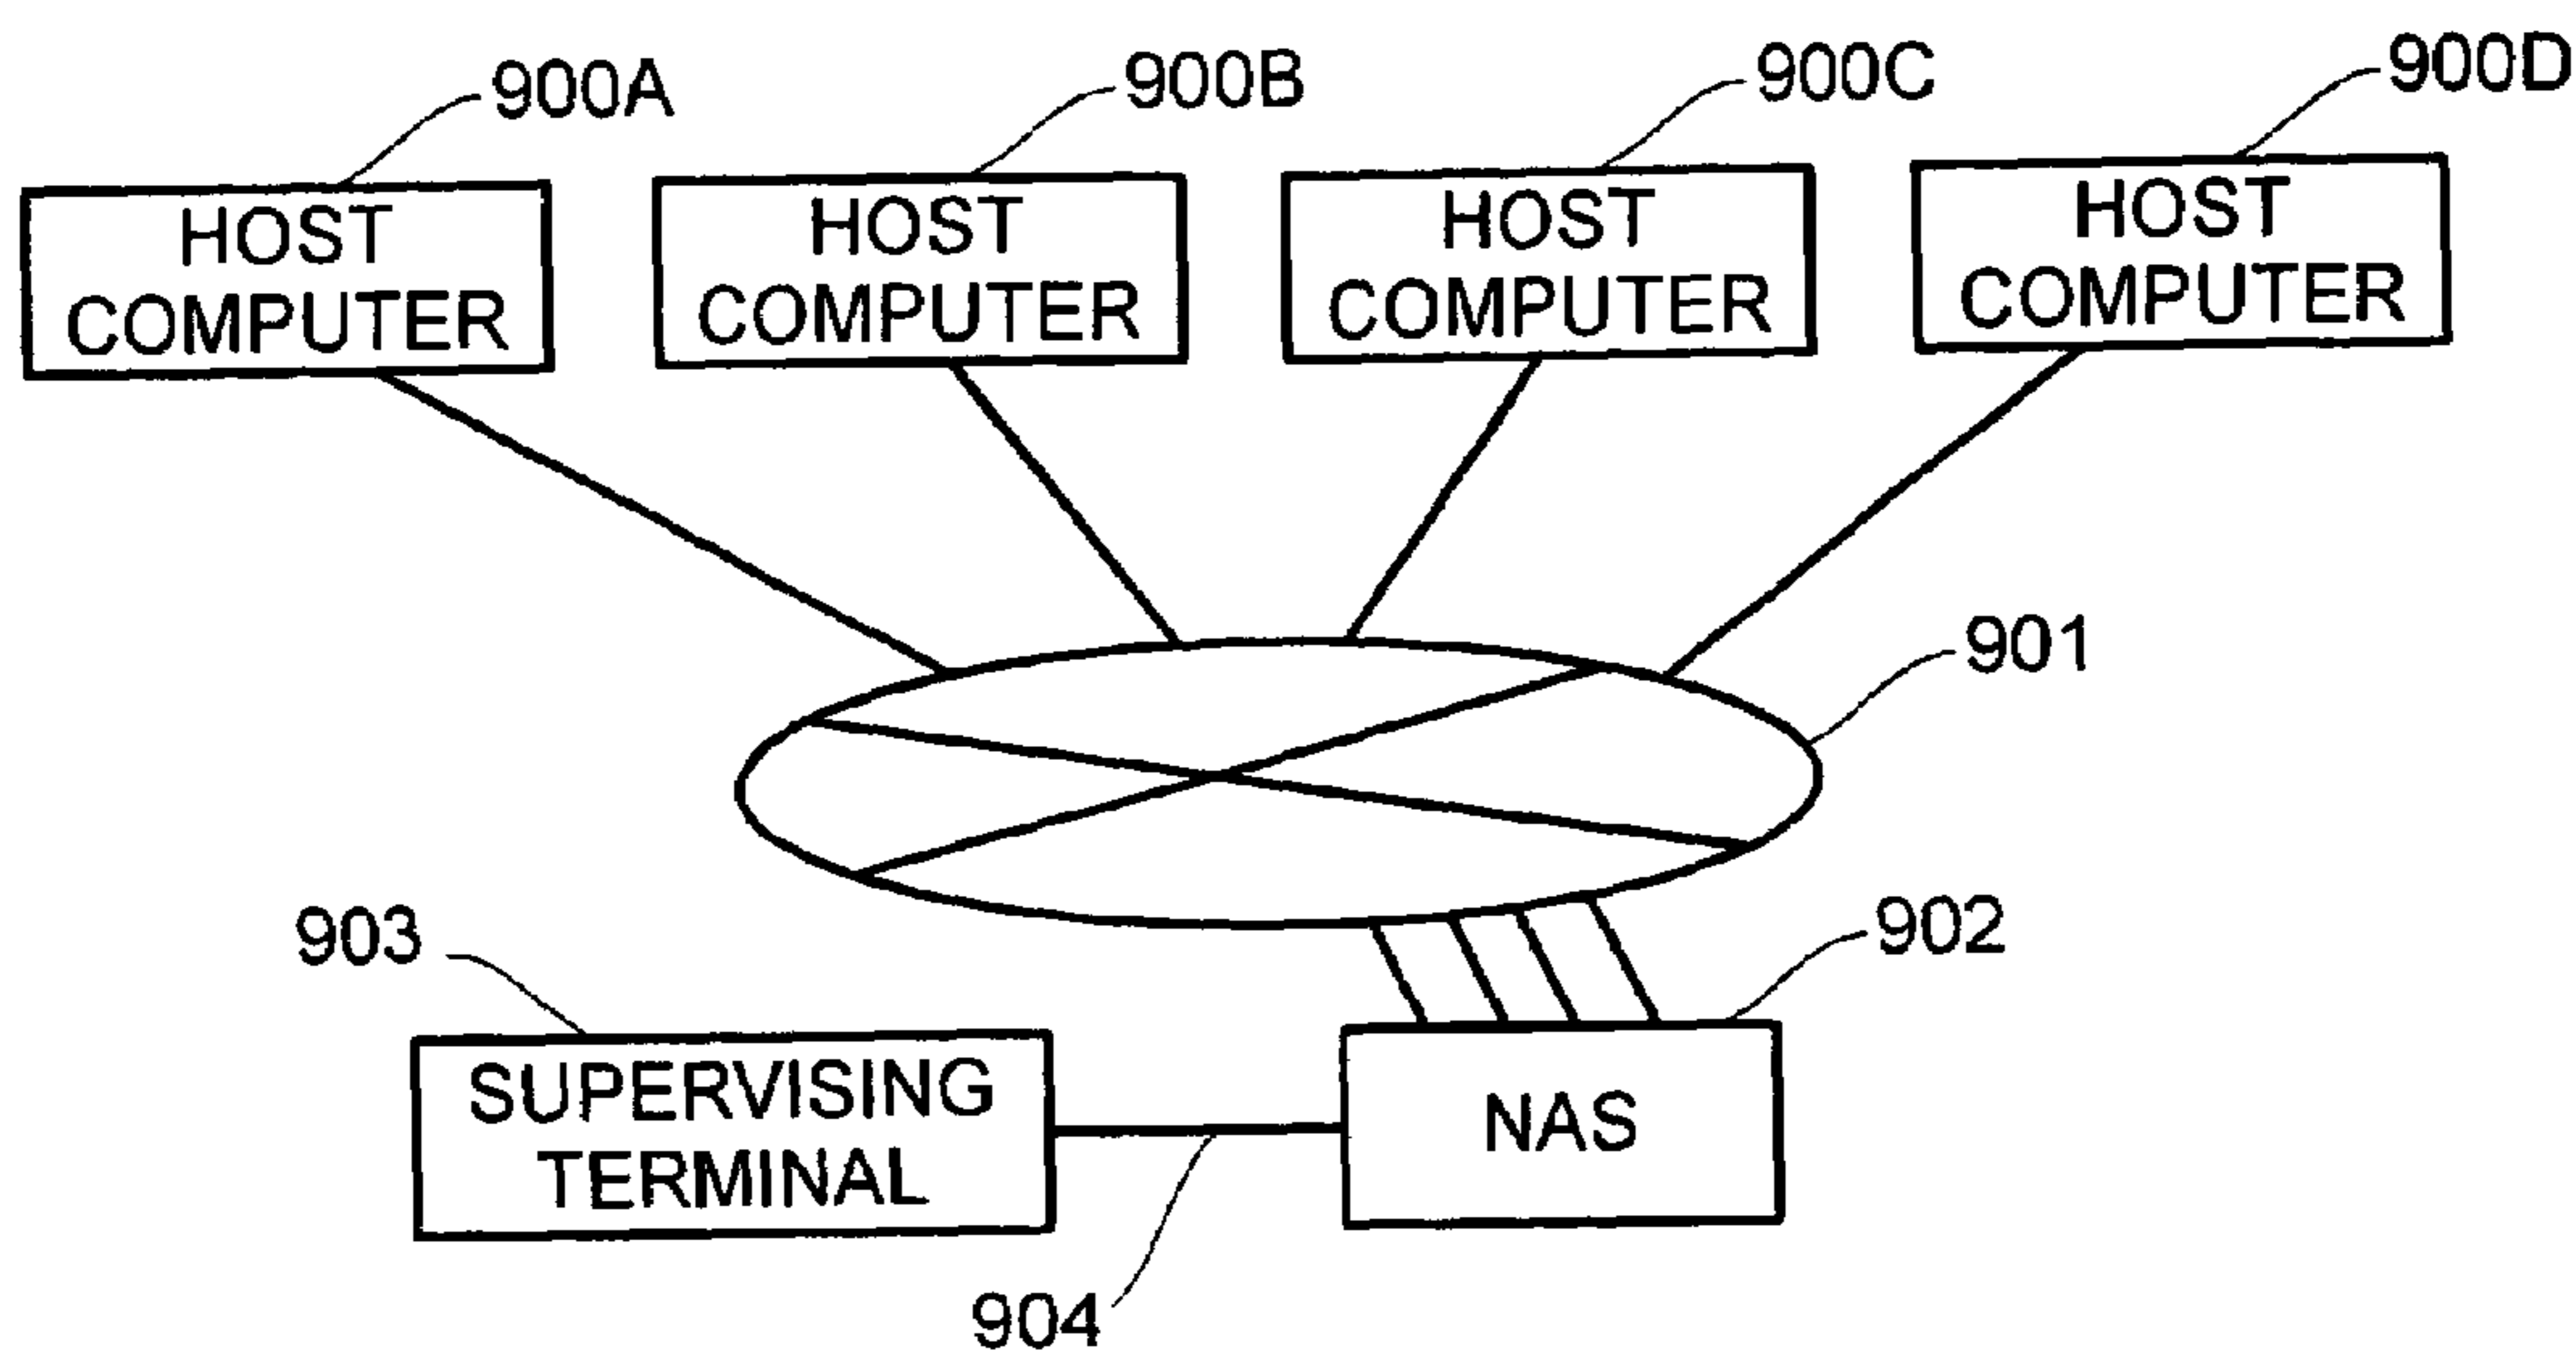 900A
900B
900C
900D
HOST
COMPUTER
HOST
COMPUTER
HOST
COMPUTER
HOST
COMPUTER
901
903
902
SUPERVISING
TERMINAL
NAS
904